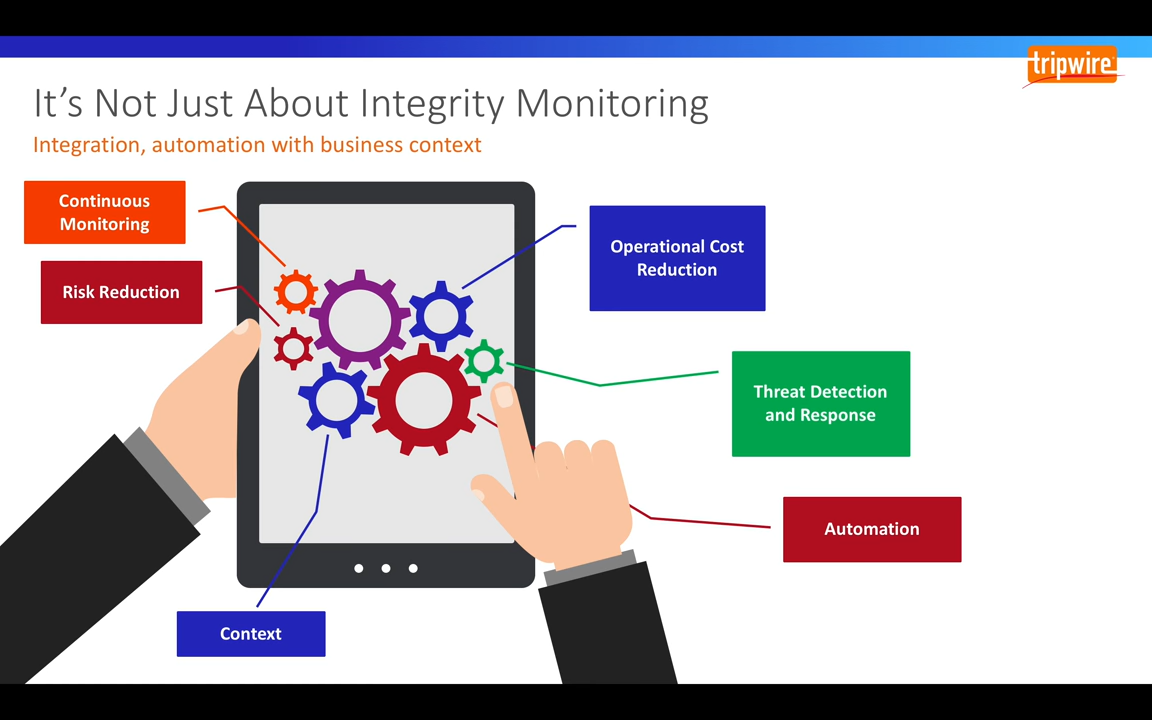 tripwire
It's Not Just About Integrity Monitoring
Integration, automation with business context
Continuous
Monitoring
Risk Reduction
Operational Cost
Reduction
Threat Detection
and Response
Automation
Context